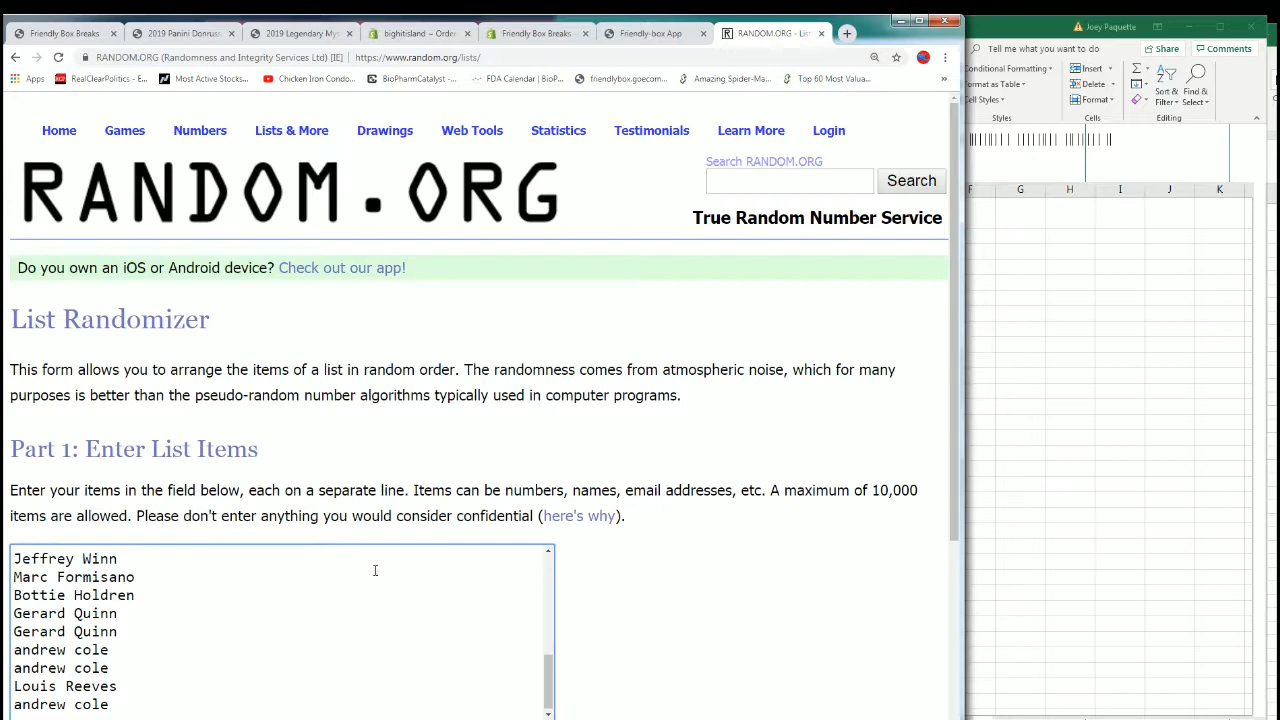 Friendly Box Breaks
2019 Panini Donrus
2019 Legendary My
bighitisland – Orde
Friendly Box Breaks
Friendly-box App
RANDOM.ORG - Lis
Joey Paquette
RANDOM.ORG (Randomness and Integrity Services Ltd) [IE] | https://www.random.org/lists/
Tell me what you want to do
Share
Comments
Apps
RealClearPolitics - E...
Most Active Stocks...
Chicken Iron Condo...
BioPharmCatalyst -...
FDA Calendar | BioP...
friendlybox.goecom...
Amazing Spider-Ma...
Top 60 Most Valua...
»
Conditional Formatting
Format as Table
Cell Styles
Insert
Delete
Format
Sort &
Filter
Find &
Select
Styles
Cells
Editing
Home
Games
Numbers
Lists & More
Drawings
Web Tools
Statistics
Testimonials
Learn More
Login
RANDOM.ORG
Search RANDOM.ORG
Search
True Random Number Service
F G H I J K
Do you own an iOS or Android device? Check out our app!
List Randomizer
This form allows you to arrange the items of a list in random order. The randomness comes from atmospheric noise, which for many
purposes is better than the pseudo-random number algorithms typically used in computer programs.
Part 1: Enter List Items
Enter your items in the field below, each on a separate line. Items can be numbers, names, email addresses, etc. A maximum of 10,000
items are allowed. Please don't enter anything you would consider confidential (here's why).
Jeffrey Winn
Marc Formisano
Bottie Holdren
Gerard Quinn
Gerard Quinn
andrew cole
andrew cole
Louis Reeves
andrew cole